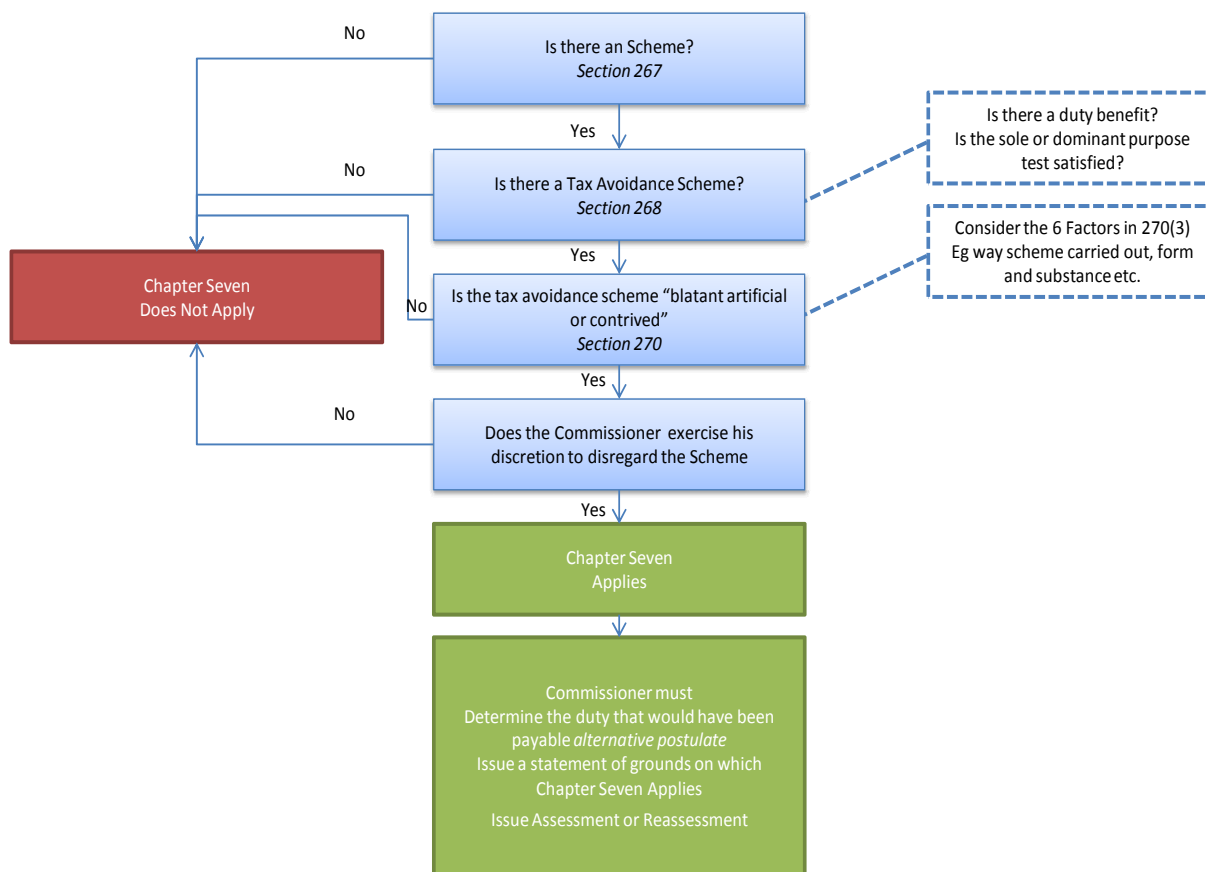 No
Is there an Scheme?
Section 267
Yes
Is there a duty benefit?
Is the sole or dominant purpose
test satisfied?
No
Is there a Tax Avoidance Scheme?
Section 268
Yes
Consider the 6 Factors in 270(3)
Eg way scheme carried out, form
and substance etc.
Chapter Seven
Does Not Apply
No
Is the tax avoidance scheme “blatant artificial
or contrived”
Section 270
Yes
No
Does the Commissioner exercise his
discretion to disregard the Scheme
Yes
Chapter Seven
Applies
Commissioner must
Determine the duty that would have been
payable alternative postulate
Issue a statement of grounds on which
Chapter Seven Applies
Issue Assessment or Reassessment